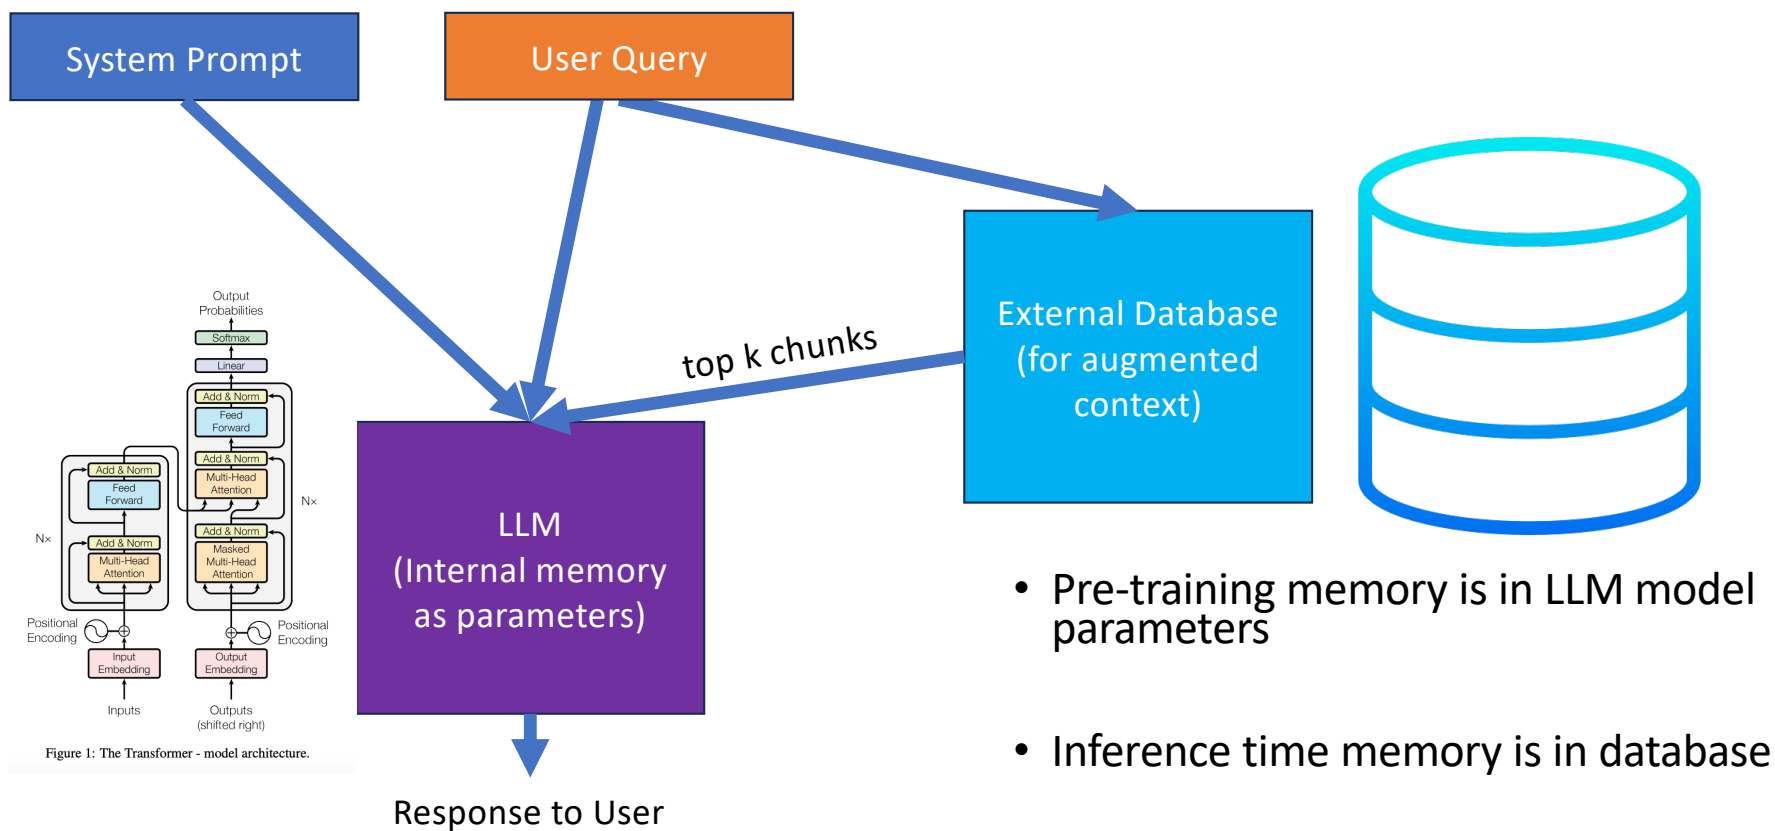 System Prompt
User Query
External Database
(for augmented
context)
top k chunks
LLM
(Internal memory
as parameters)
Response to User
Output
Probabilities
Softmax
Linear
Add & Norm
Feed
Forward
Add & Norm
Multi-Head
Attention
Add & Norm
Masked
Multi-Head
Attention
N×
Add & Norm
Feed
Forward
Add & Norm
Multi-Head
Attention
N×
Positional
Encoding
Positional
Encoding
Input
Embedding
Output
Embedding
Inputs
Outputs
(shifted right)
Figure 1: The Transformer - model architecture.
• Pre-training memory is in LLM model
parameters
• Inference time memory is in database